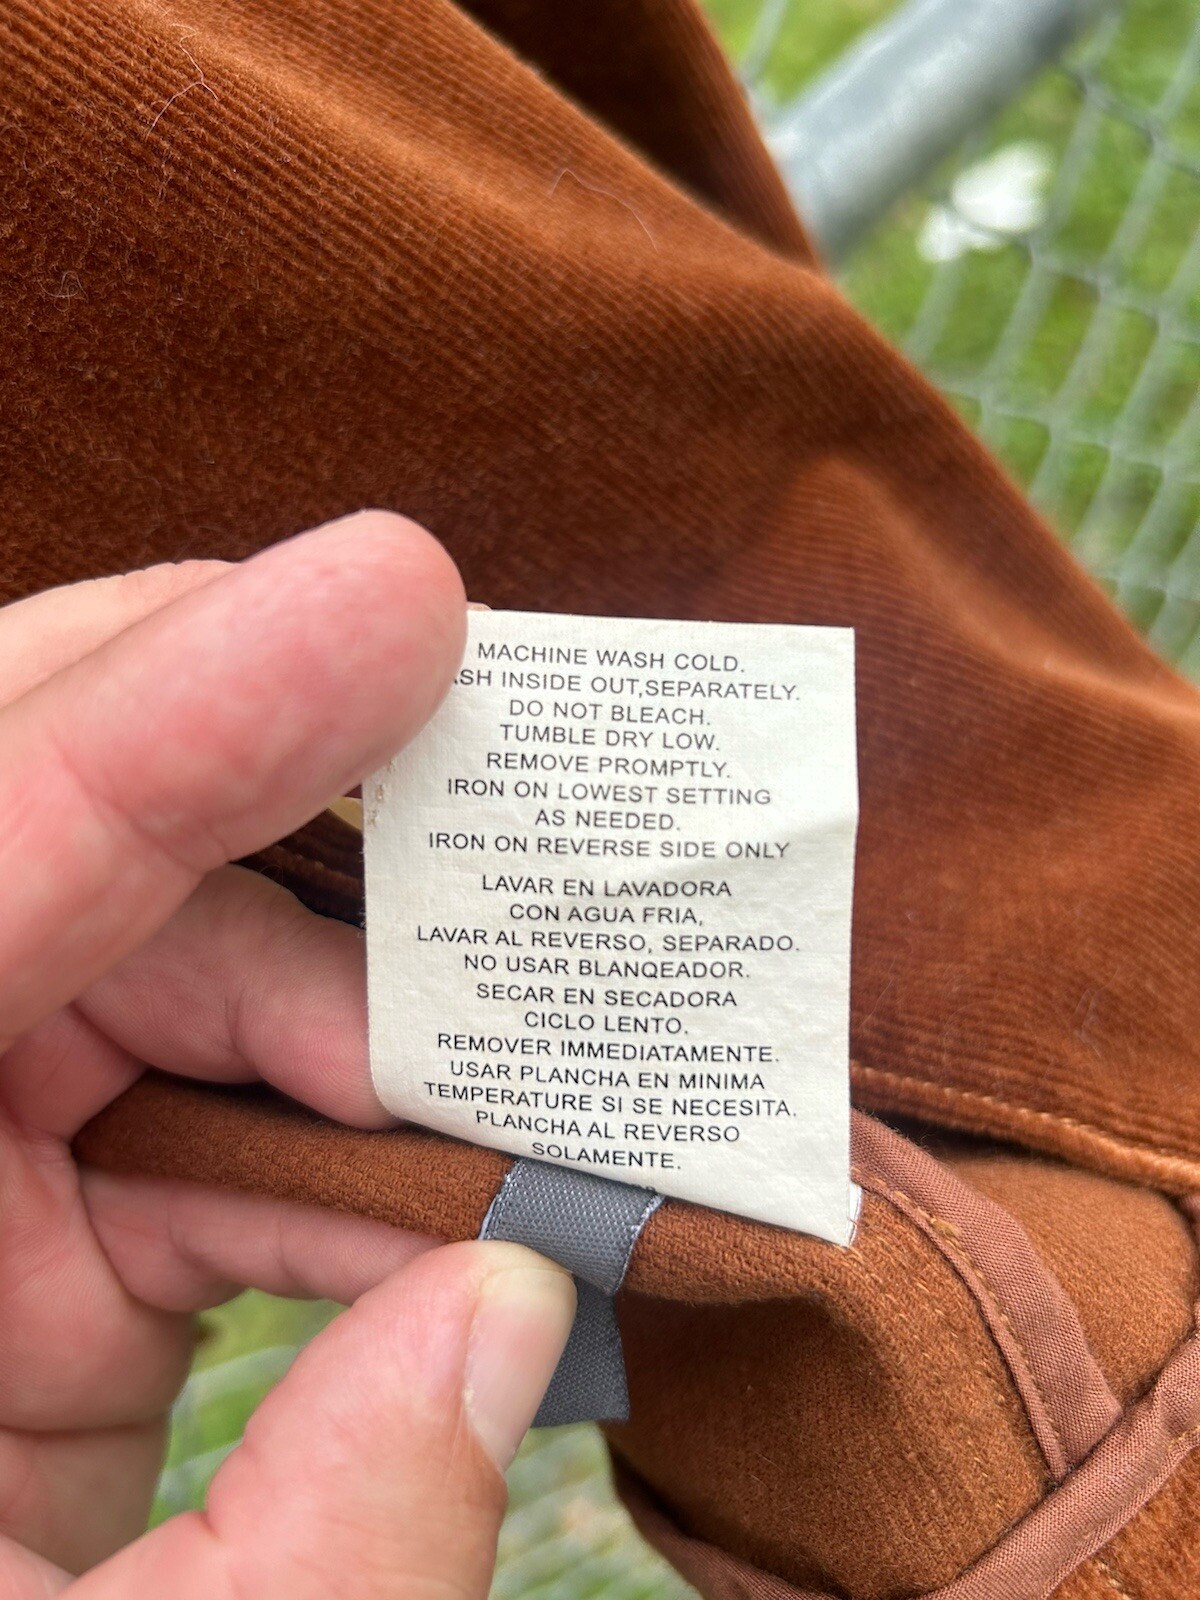 MACHINE WASH COLD.
INSIDE OUT,SEPARATELY.
DO NOT BLEACH.
TUMBLE DRY LOW.
REMOVE PROMPTLY.
IRON ON LOWEST SETTING
AS NEEDED.
IRON ON REVERSE SIDE ONLY
LAVAR EN LAVADORA
CON AGUA FRIA,
LAVAR AL REVERSO, SEPARADO.
NO USAR BLANQEADOR.
SECAR EN SECADORA
CICLO LENTO.
REMOVER IMMEDIATAMENTE.
USAR PLANCHA EN MINIMA
TEMPERATURE SI SE NECESITA.
PLANCHA AL REVERSO
SOLAMENTE.